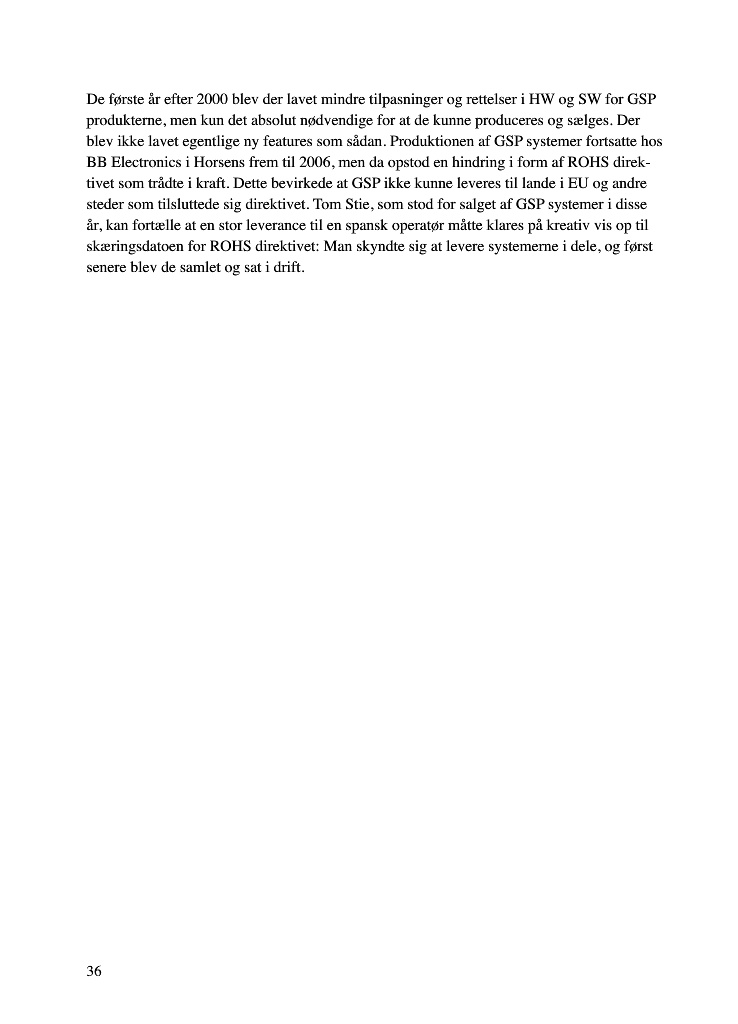 De første år efter 2000 blev der lavet mindre tilpasninger og rettelser i HW og SW for GSP
produkterne, men kun det absolut nødvendige for at de kunne produceres og sælges. Der
blev ikke lavet egentlige ny features som sådan. Produktionen af GSP systemer fortsatte hos
BB Electronics i Horsens frem til 2006, men da opstod en hindring i form af ROHS direk-
tivet som trådte i kraft. Dette bevirkede at GSP ikke kunne leveres til lande i EU og andre
steder som tilsluttede sig direktivet. Tom Stie, som stod for salget af GSP systemer i disse
år, kan fortælle at en stor leverance til en spansk operatør måtte klares på kreativ vis op til
skæringsdatoen for ROHS direktivet: Man skyndte sig at levere systemerne i dele, og først
senere blev de samlet og sat i drift.
36